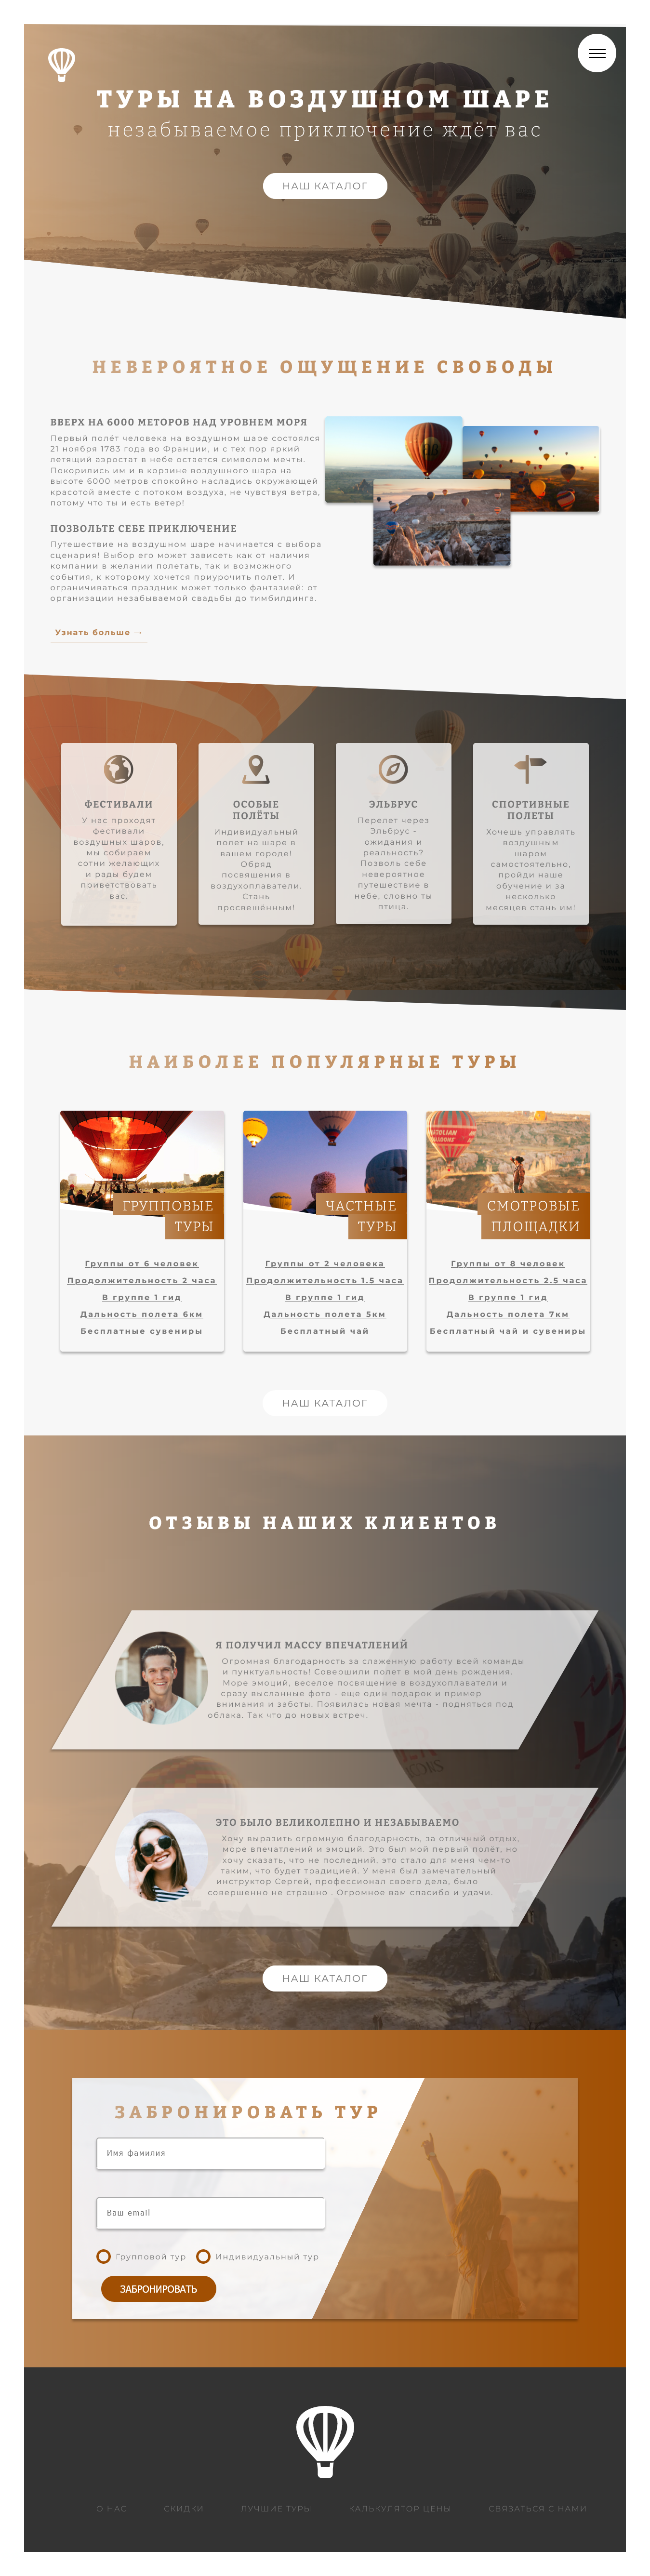 ТУРЫ НА ВОЗДУШНОМ ШАРЕ
незабываемое приключение ждёт вас
НАШ КАТАЛОГ
НЕВЕРОЯТНОЕ ОЩУЩЕНИЕ СВОБОДЫ
ВВЕРХ НА 6000 МЕТОРОВ НАД УРОВНЕМ МОРЯ
Первый полёт человека на воздушном шаре состоялся
21 ноября 1783 года во Франции, и с тех пор яркий
летящий аэростат в небе остается символом мечты.
Покорились им и в корзине воздушного шара на
высоте 6000 метров спокойно насладись окружающей
красотой вместе с потоком воздуха, не чувствуя ветра,
потому что ты и есть ветер!
ПОЗВОЛЬТЕ СЕБЕ ПРИКЛЮЧЕНИЕ
Путешествие на воздушном шаре начинается с выбора
сценария! Выбор его может зависеть как от наличия
компании в желании полетать, так и возможного
события, к которому хочется приурочить полет. И
ограничиваться праздник может только фантазией: от
организации незабываемой свадьбы до тимбилдинга.
Узнать больше →
ФЕСТИВАЛИ
У нас проходят
фестивали
воздушных шаров,
мы собираем
сотни желающих
и рады будем
приветствовать
вас.
ОСОБЫЕ
ПОЛЁТЫ
Индивидуальный
полет на шаре в
вашем городе!
Обряд
посвящения в
воздухоплаватели.
Стань
просвещённым!
ЭЛЬБРУС
Перелет через
Эльбрус -
ожидания и
реальность?
Позволь себе
невероятное
путешествие в
небе, словно ты
птица.
СПОРТИВНЫЕ
ПОЛЕТЫ
Хочешь управлять
воздушным
шаром
самостоятельно,
пройди наше
обучение и за
несколько
месяцев стань им!
НАИБОЛЕЕ ПОПУЛЯРНЫЕ ТУРЫ
ГРУППОВЫЕ
ТУРЫ
Группы от 6 человек
Продолжительность 2 часа
В группе 1 гид
Дальность полета 6км
Бесплатные сувениры
ЧАСТНЫЕ
ТУРЫ
Группы от 2 человека
Продолжительность 1.5 часа
В группе 1 гид
Дальность полета 5км
Бесплатный чай
СМОТРОВЫЕ
ПЛОЩАДКИ
Группы от 8 человек
Продолжительность 2.5 часа
В группе 1 гид
Дальность полета 7км
Бесплатный чай и сувениры
НАШ КАТАЛОГ
ОТЗЫВЫ НАШИХ КЛИЕНТОВ
Я ПОЛУЧИЛ МАССУ ВПЕЧАТЛЕНИЙ
Огромная благодарность за слаженную работу всей команды
и пунктуальность! Совершили полет в мой день рождения.
Море эмоций, веселое посвящение в воздухоплаватели и
сразу высланные фото - еще один подарок и пример
внимания и заботы. Появилась новая мечта - подняться под
облака. Так что до новых встреч.
ЭТО БЫЛО ВЕЛИКОЛЕПНО И НЕЗАБЫВАЕМО
Хочу выразить огромную благодарность, за отличный отдых,
море впечатлений и эмоций. Это был мой первый полёт, но
хочу сказать, что не последний, это стало для меня чем-то
таким, что будет традицией. У меня был замечательный
инструктор Сергей, профессионал своего дела, было
совершенно не страшно . Огромное вам спасибо и удачи.
НАШ КАТАЛОГ
ЗАБРОНИРОВАТЬ ТУР
Имя фамилия
Ваш email
Групповой тур
Индивидуальный тур
ЗАБРОНИРОВАТЬ
О НАС
СКИДКИ
ЛУЧШИЕ ТУРЫ
КАЛЬКУЛЯТОР ЦЕНЫ
СВЯЗАТЬСЯ С НАМИ